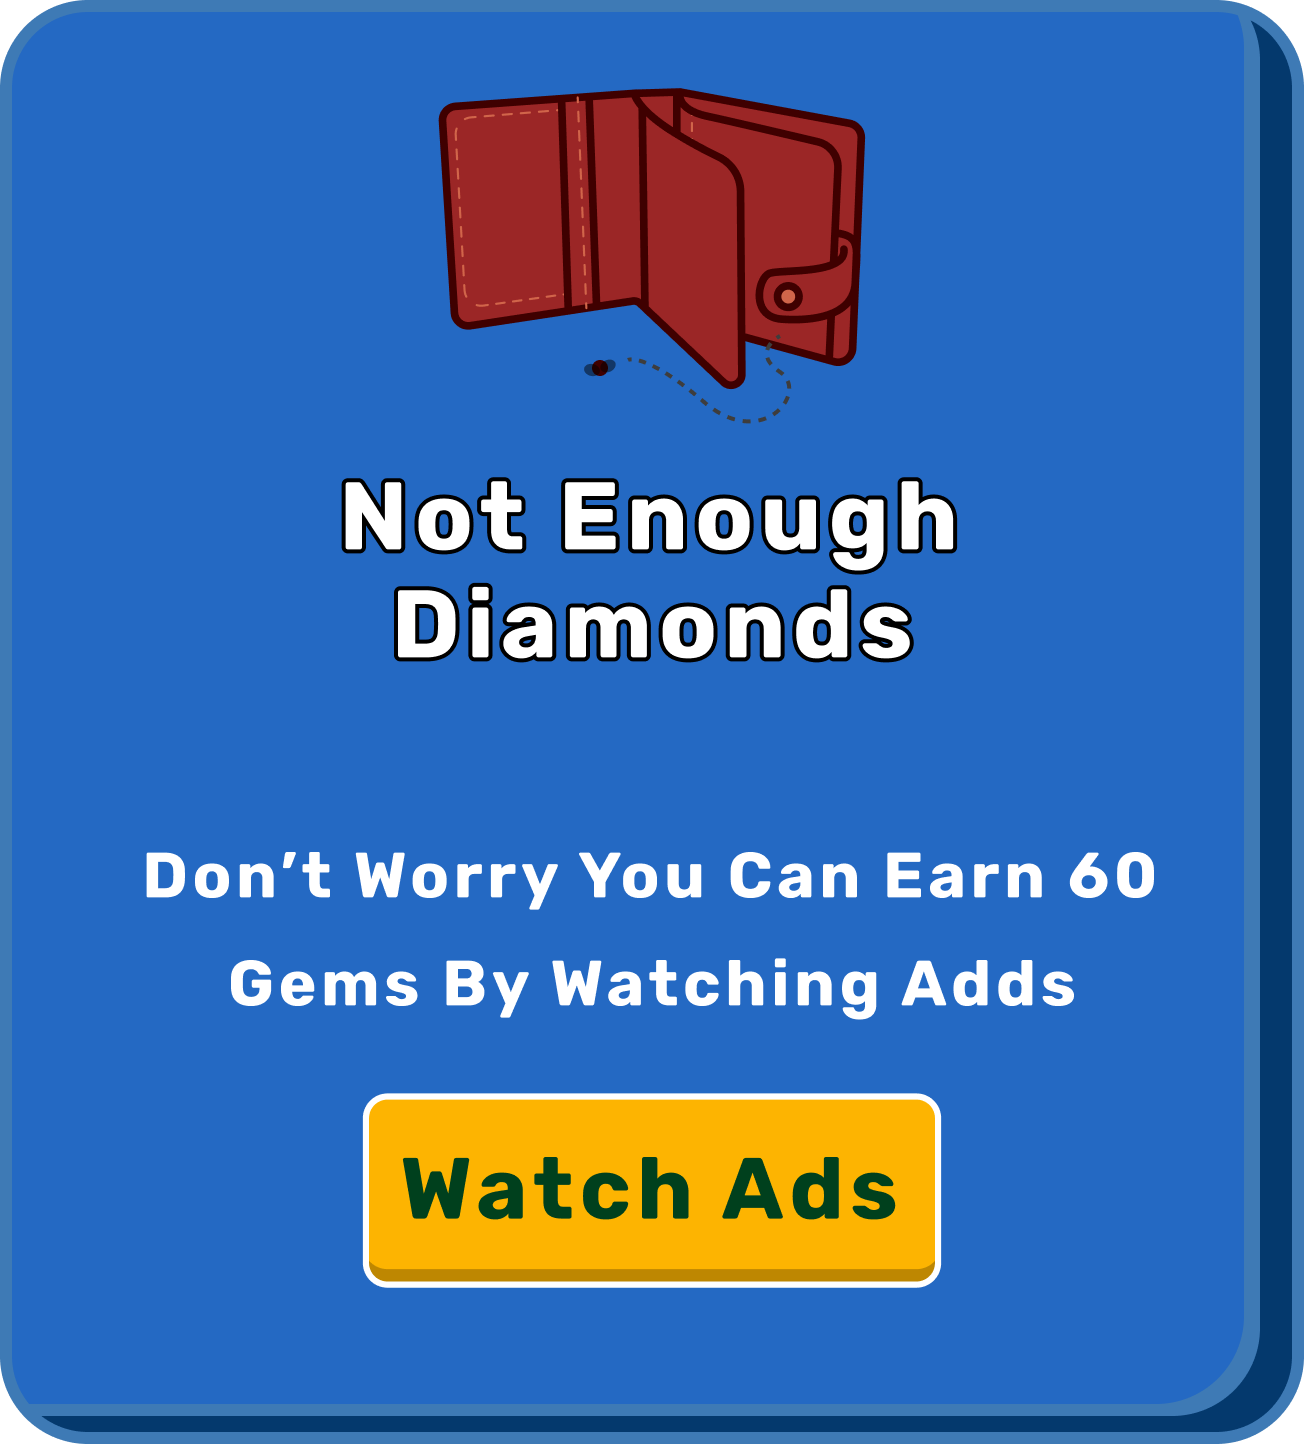 Not Enough
Diamonds
Don’t Worry You Can Earn 60
Gems By Watching Adds
Watch Ads